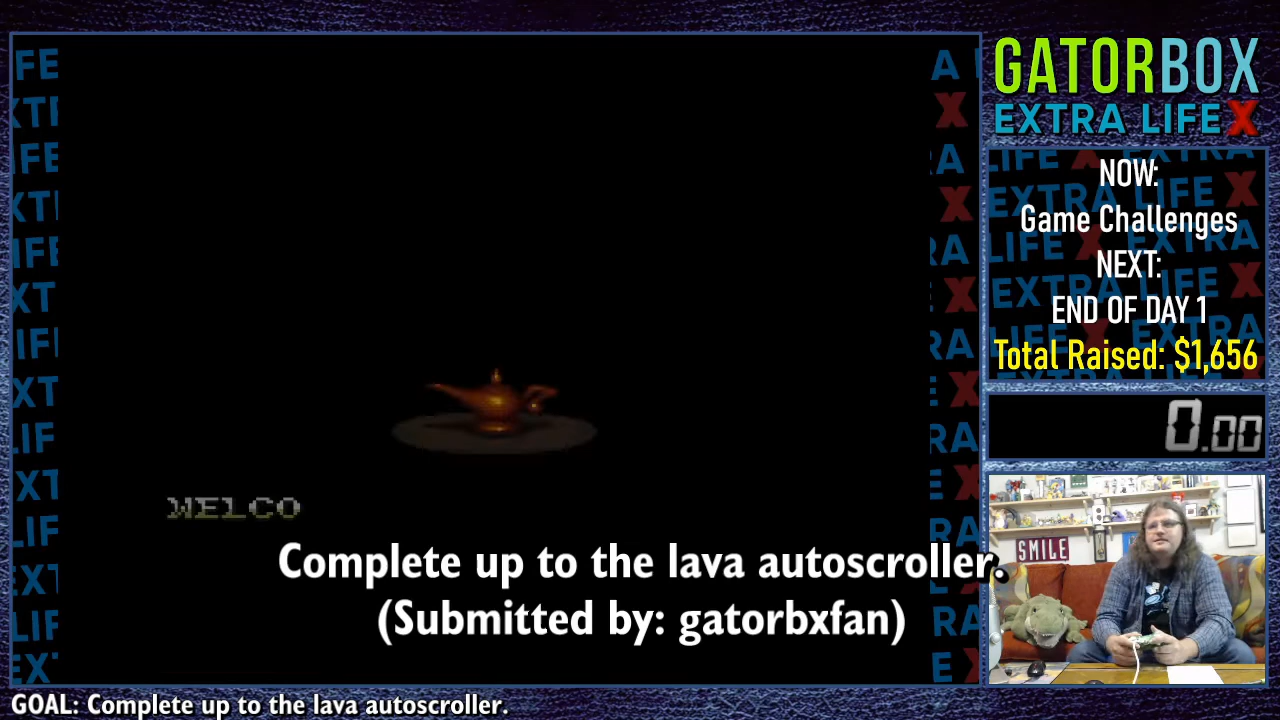 GATORBOX
EXTRA LIFE X
NOW:
Game Challenges
NEXT:
END OF DAY 1
Total Raised: $1,656
0.00
SMILE
WELCO
Complete up to the lava autoscroller.
(Submitted by: gatorbxfan)
GOAL: Complete up to the lava autoscroller.